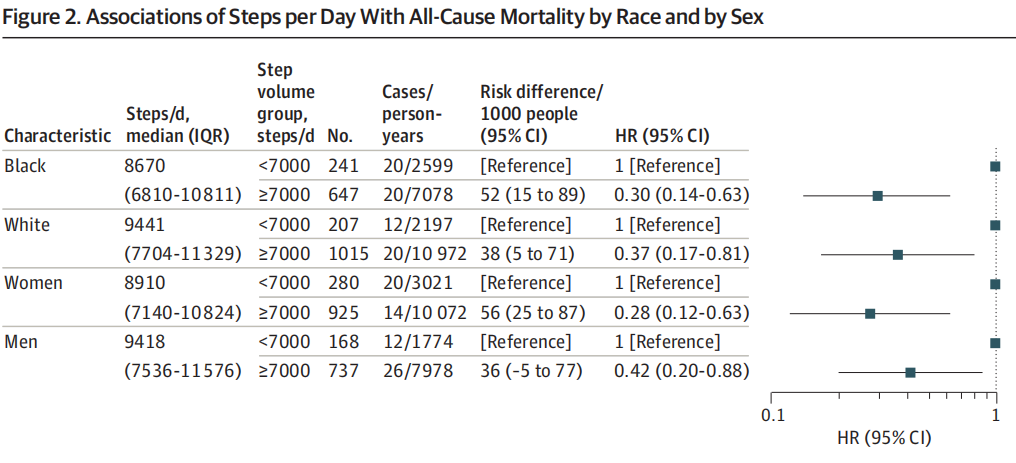 Figure 2. Associations of Steps per Day With All-Cause Mortality by Race and by Sex
Characteristic Steps/d, median (IQR) Step volume group, steps/d No. Cases/person-years Risk difference/1000 people (95% CI) HR (95% CI)
Black 8670 <7000 241 20/2599 [Reference] 1 [Reference]
(6810-10811) ≥7000 647 20/7078 52 (15 to 89) 0.30 (0.14-0.63)
White 9441 <7000 207 12/2197 [Reference] 1 [Reference]
(7704-11329) ≥7000 1015 20/10 972 38 (5 to 71) 0.37 (0.17-0.81)
Women 8910 <7000 280 20/3021 [Reference] 1 [Reference]
(7140-10824) ≥7000 925 14/10 072 56 (25 to 87) 0.28 (0.12-0.63)
Men 9418 <7000 168 12/1774 [Reference] 1 [Reference]
(7536-11576) ≥7000 737 26/7978 36 (–5 to 77) 0.42 (0.20-0.88)
0.1 1
HR (95% CI)